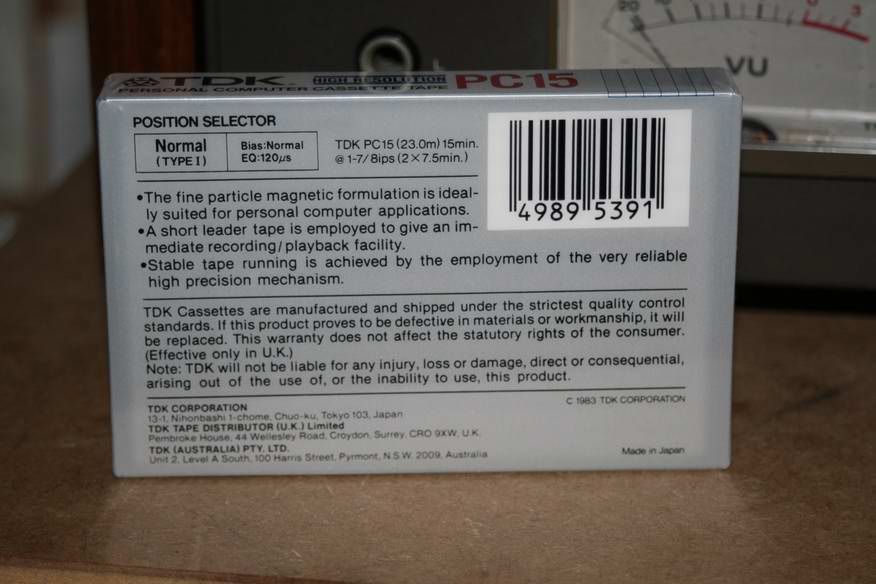 20
0
3
VU
TDK HIGH RESOLUTION PC15
PERSONAL COMPUTER CASSETTE TAPE
POSITION SELECTOR
Normal
(TYPE I)
Bias:Normal
EQ:120μs
TDK PC15 (23.0m) 15min.
@ 1-7/8ips (2×7.5min.)
4989 5391
•The fine particle magnetic formulation is ideal-
ly suited for personal computer applications.
•A short leader tape is employed to give an im-
mediate recording/playback facility.
•Stable tape running is achieved by the employment of the very reliable
high precision mechanism.
TDK Cassettes are manufactured and shipped under the strictest quality control
standards. If this product proves to be defective in materials or workmanship, it will
be replaced. This warranty does not affect the statutory rights of the consumer.
(Effective only in U.K.)
Note: TDK will not be liable for any injury, loss or damage, direct or consequential,
arising out of the use of, or the inability to use, this product.
C 1983 TDK CORPORATION
TDK CORPORATION
13-1, Nihonbashi 1-chome, Chuo-ku, Tokyo 103, Japan
TDK TAPE DISTRIBUTOR (U.K.) Limited
Pembroke House, 44 Wellesley Road, Croydon, Surrey, CRO 9XW, U.K.
TDK (AUSTRALIA) PTY. LTD.
Unit 2, Level A South, 100 Harris Street, Pyrmont, N.S.W. 2009, Australia
Made in Japan